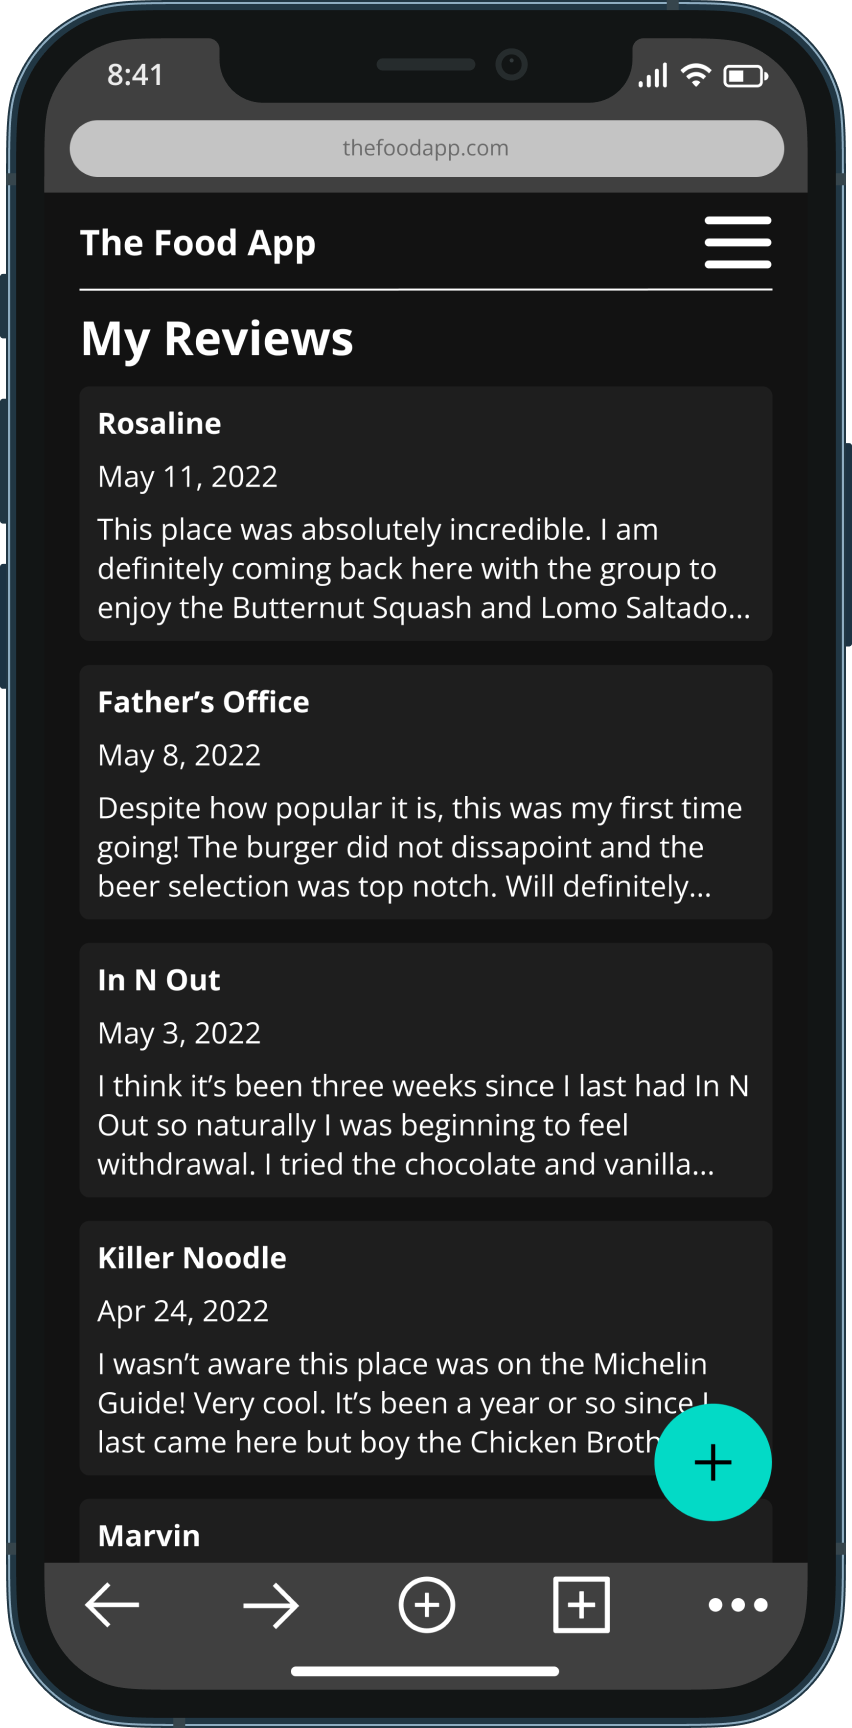 8:41
thefoodapp.com
The Food App
My Reviews
Rosaline
May 11, 2022
This place was absolutely incredible. I am
definitely coming back here with the group to
enjoy the Butternut Squash and Lomo Saltado...
Father’s Office
May 8, 2022
Despite how popular it is, this was my first time
going! The burger did not dissapoint and the
beer selection was top notch. Will definitely...
In N Out
May 3, 2022
I think it’s been three weeks since I last had In N
Out so naturally I was beginning to feel
withdrawal. I tried the chocolate and vanilla...
Killer Noodle
Apr 24, 2022
I wasn’t aware this place was on the Michelin
Guide! Very cool. It’s been a year or so since I
last came here but boy the Chicken Broth
Marvin